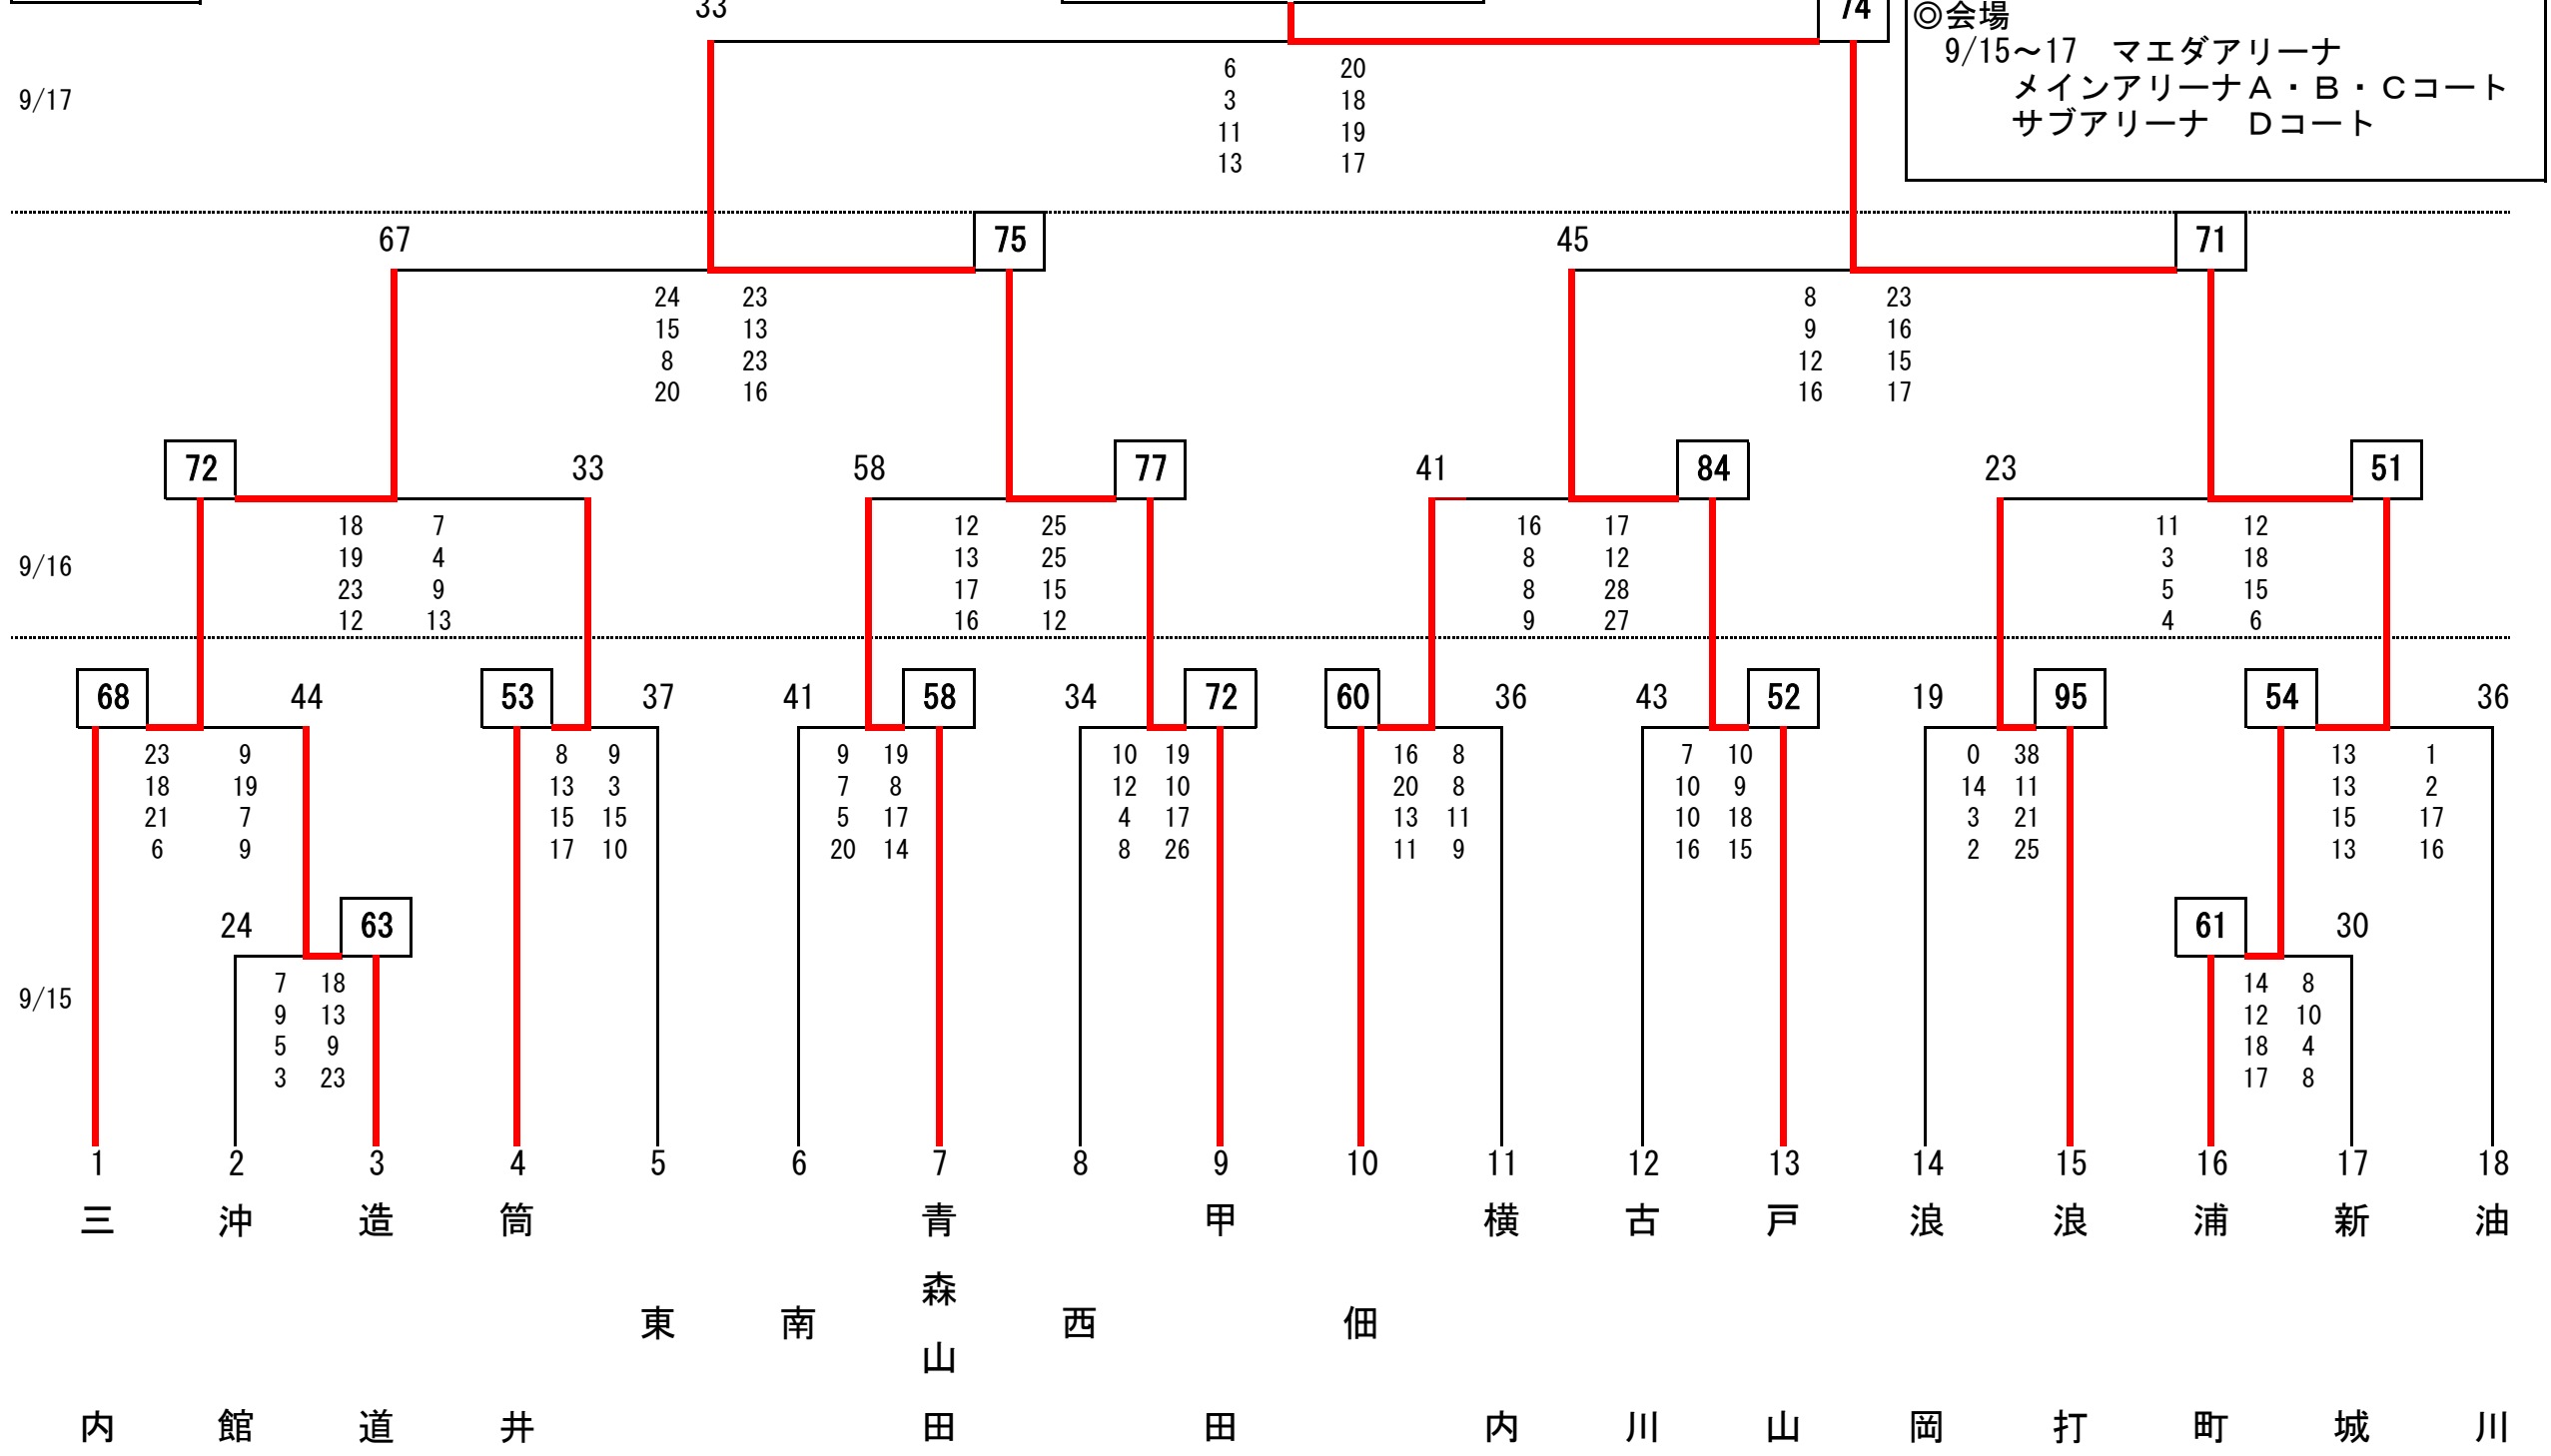 33
74
◎会場
9/15～17　マエダアリーナ
メインアリーナＡ・Ｂ・Ｃコート
サブアリーナ　Ｄコート
9/17
6 20
3 18
11 19
13 17
67 75 45 71
24 23 8 23
15 13 9 16
8 23 12 15
20 16 16 17
72 33 58 77 41 84 23 51
9/16
18 7 12 25 16 17 11 12
19 4 13 25 8 12 3 18
23 9 17 15 8 28 5 15
12 13 16 12 9 27 4 6
68 44 53 37 41 58 34 72 60 36 43 52 19 95 54 36
23 9 8 9 9 19 10 19 16 8 7 10 0 38 13 1
18 19 13 3 7 8 12 10 20 8 10 9 14 11 13 2
21 7 15 15 5 17 4 17 13 11 10 18 3 21 15 17
6 9 17 10 20 14 8 26 11 9 16 15 2 25 13 16
24 63 61 30
9/15
7 18 14 8
9 13 12 10
5 9 18 4
3 23 17 8
1 2 3 4 5 6 7 8 9 10 11 12 13 14 15 16 17 18
三内
沖館
造道
筒井
東
南
青森山田
西
甲田
佃
横内
古川
戸山
浪岡
浪打
浦町
新城
油川